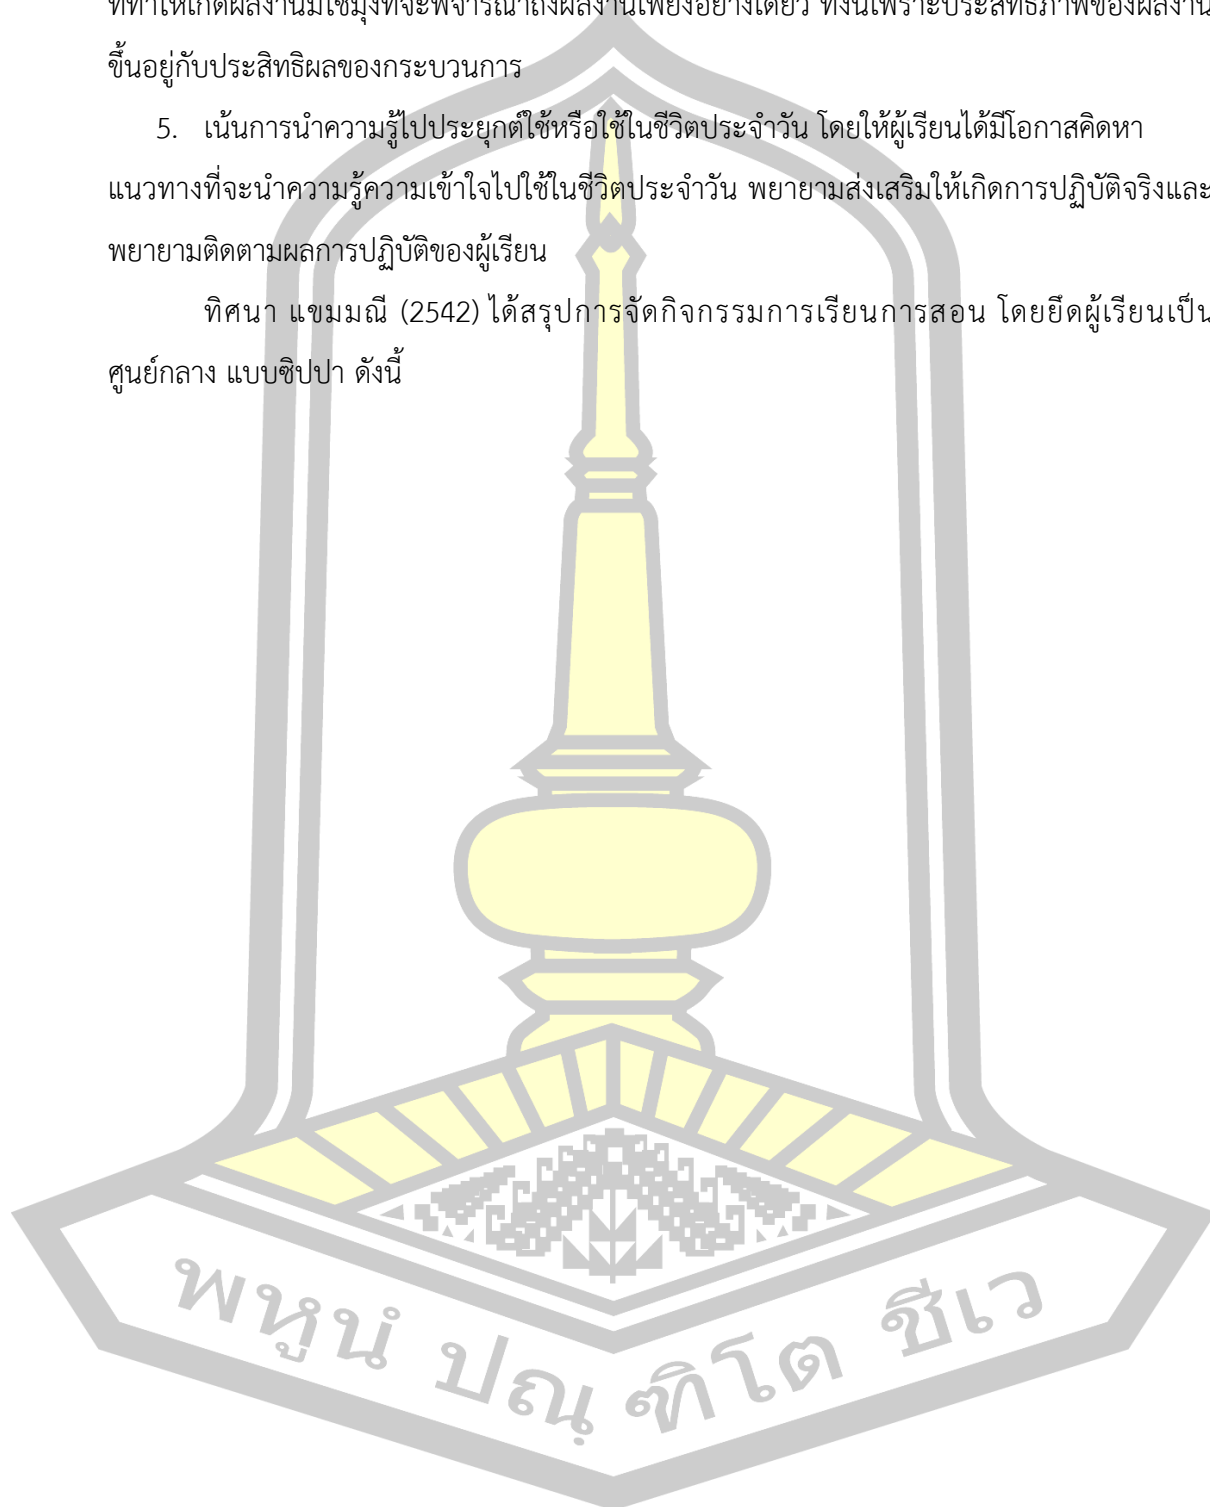 ที่ทำให้เกิดผลงานมิใช่มุ่งที่จะพิจารณาถึงผลงานเพียงอย่างเดียว ทั้งนี้เพราะประสิทธิภาพของผลงาน
ขึ้นอยู่กับประสิทธิผลของกระบวนการ
5. เน้นการนำความรู้ไปประยุกต์ใช้หรือใช้ในชีวิตประจำวัน โดยให้ผู้เรียนได้มีโอกาสคิดหา
แนวทางที่จะนำความรู้ความเข้าใจไปใช้ในชีวิตประจำวัน พยายามส่งเสริมให้เกิดการปฏิบัติจริงและ
พยายามติดตามผลการปฏิบัติของผู้เรียน
ทิศนา แขมมณี (2542) ได้สรุปการจัดกิจกรรมการเรียนการสอน โดยยึดผู้เรียนเป็น
ศูนย์กลาง แบบซิปปา ดังนี้
พหูนํ ปณฺฑิโต ชีเว